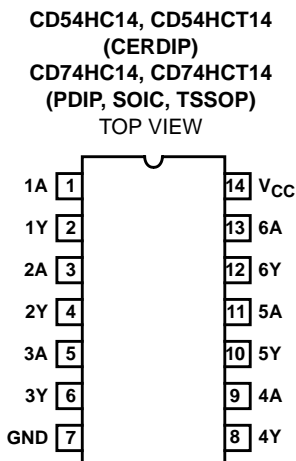 CD54HC14, CD54HCT14
(CERDIP)
CD74HC14, CD74HCT14
(PDIP, SOIC, TSSOP)
TOP VIEW
1A 1 14 VCC
1Y 2 13 6A
2A 3 12 6Y
2Y 4 11 5A
3A 5 10 5Y
3Y 6 9 4A
GND 7 8 4Y